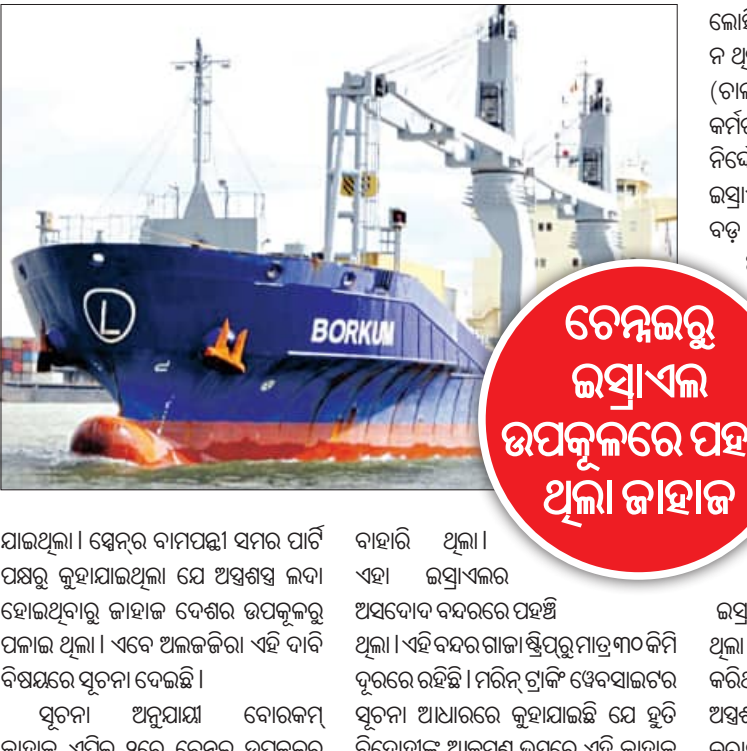 L
BORKUM
ଚେନ୍ନଇରୁ
ଇସ୍ରାଏଲ
ଉପକୂଳରେ
ଥିଲା ଜାହାଜ
ଯାଇଥିଲା । ସ୍ପେନ୍‌ର ବାମପନ୍ଥୀ ସମର ପାର୍ଟି
ପକ୍ଷରୁ କୁହାଯାଇଥିଲା ଯେ ଅସ୍ତ୍ରଶସ୍ତ୍ର ଲଦା
ହୋଇଥିବାରୁ ଜାହାଜ ଦେଶର ଉପକୂଳରୁ
ପଳାଇ ଥିଲା । ଏବେ ଅଲଜଜିରା ଏହି ଦାବି
ବିଷୟରେ ସୂଚନା ଦେଇଛି ।
ସୂଚନା ଅନୁଯାୟୀ ବୋରକମ୍
ବାହାରି ଥିଲା ।
ଏହା ଇସ୍ରାଏଲର
ଅସଦୋଦ ବନ୍ଦରରେ ପହଞ୍ଚି
ଥିଲା । ଏହି ବନ୍ଦର ଗାଜା ଷ୍ଟ୍ରିପ୍‌ରୁ ମାତ୍ର ୩୦ କିମି
ଦୂରରେ ରହିଛି । ମରିନ୍ ଟ୍ରାକିଂ ୱେବସାଇଟର
ସୂଚନା ଆଧାରରେ କୁହାଯାଇଛି ଯେ ହୁତି
ବଡ଼
ଥିଲା